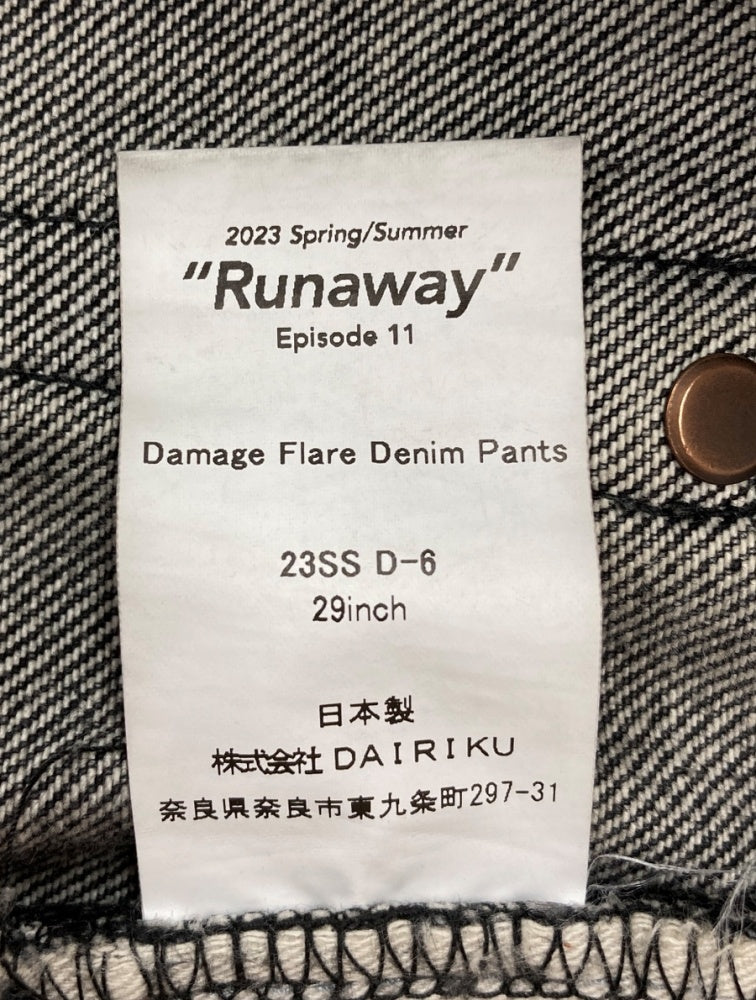 2023 Spring/Summer
"Runaway"
Episode 11
Damage Flare Denim Pants
23SS D-6
29inch
日本製
株式会社 DAIRIKU
奈良県奈良市東九条町297-31